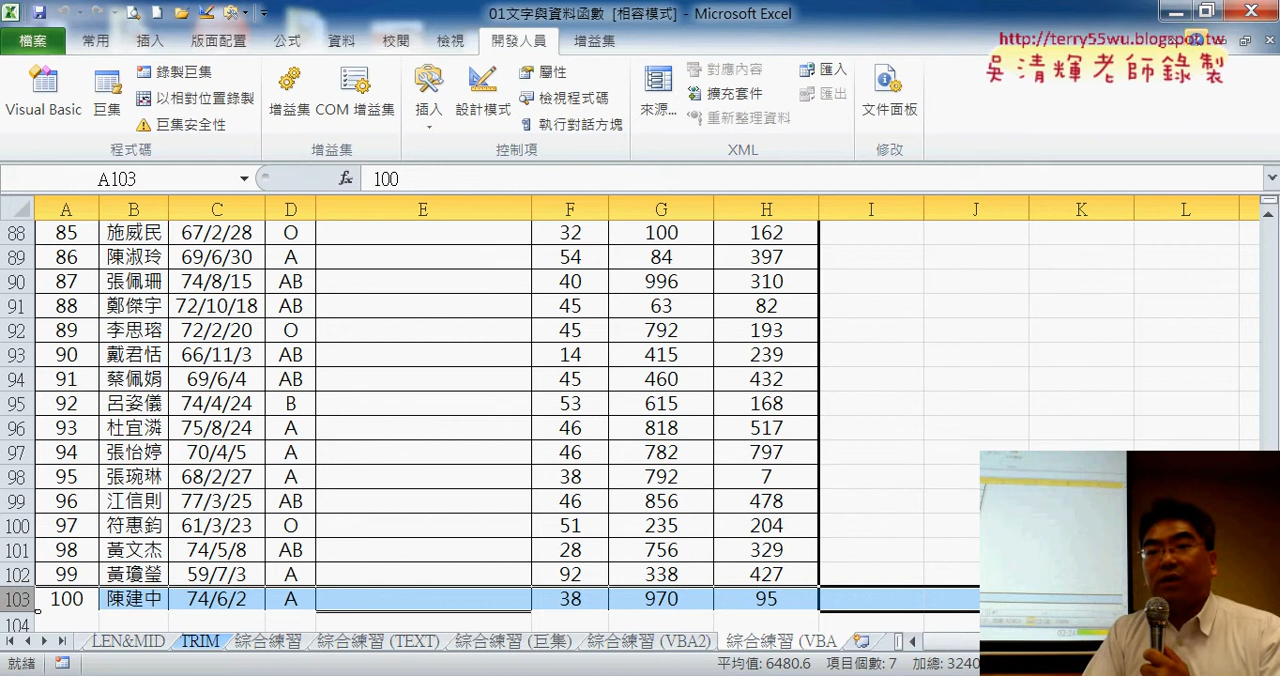 01文字與資料函數 [相容模式] - Microsoft Excel
檔案 常用 插入 版面配置 公式 資料 校閱 檢視 開發人員 增益集
http://terry55wu.blogspot.tw
吳清輝老師錄製
Visual Basic 巨集 錄製巨集 以相對位置錄製 巨集安全性
增益集 COM 增益集
插入 設計模式 屬性 檢視程式碼 執行對話方塊
來源... 對應內容 擴充套件 重新整理資料 匯入 匯出
文件面板
程式碼 增益集 控制項 XML 修改
A103 fx 100
A B C D E F G H I J K L
88 85 施威民 67/2/28 O 32 100 162
89 86 陳淑玲 69/6/30 A 54 84 397
90 87 張佩珊 74/8/15 AB 40 996 310
91 88 鄭傑宇 72/10/18 AB 45 63 82
92 89 李思瑢 72/2/20 O 45 792 193
93 90 戴君恬 66/11/3 AB 14 415 239
94 91 蔡佩娟 69/6/4 AB 45 460 432
95 92 呂姿儀 74/4/24 B 53 615 168
96 93 杜宜潾 75/8/24 A 46 818 517
97 94 張怡婷 70/4/5 A 46 782 797
98 95 張琬琳 68/2/27 A 38 792 7
99 96 江信則 77/3/25 AB 46 856 478
100 97 符惠鈞 61/3/23 O 51 235 204
101 98 黃文杰 74/5/8 AB 28 756 329
102 99 黃瓊瑩 59/7/3 A 92 338 427
103 100 陳建中 74/6/2 A 38 970 95
104
LEN&MID TRIM 綜合練習 綜合練習 (TEXT) 綜合練習 (巨集) 綜合練習 (VBA2) 綜合練習 (VBA
就緒 平均值: 6480.6 項目個數: 7 加總: 3240